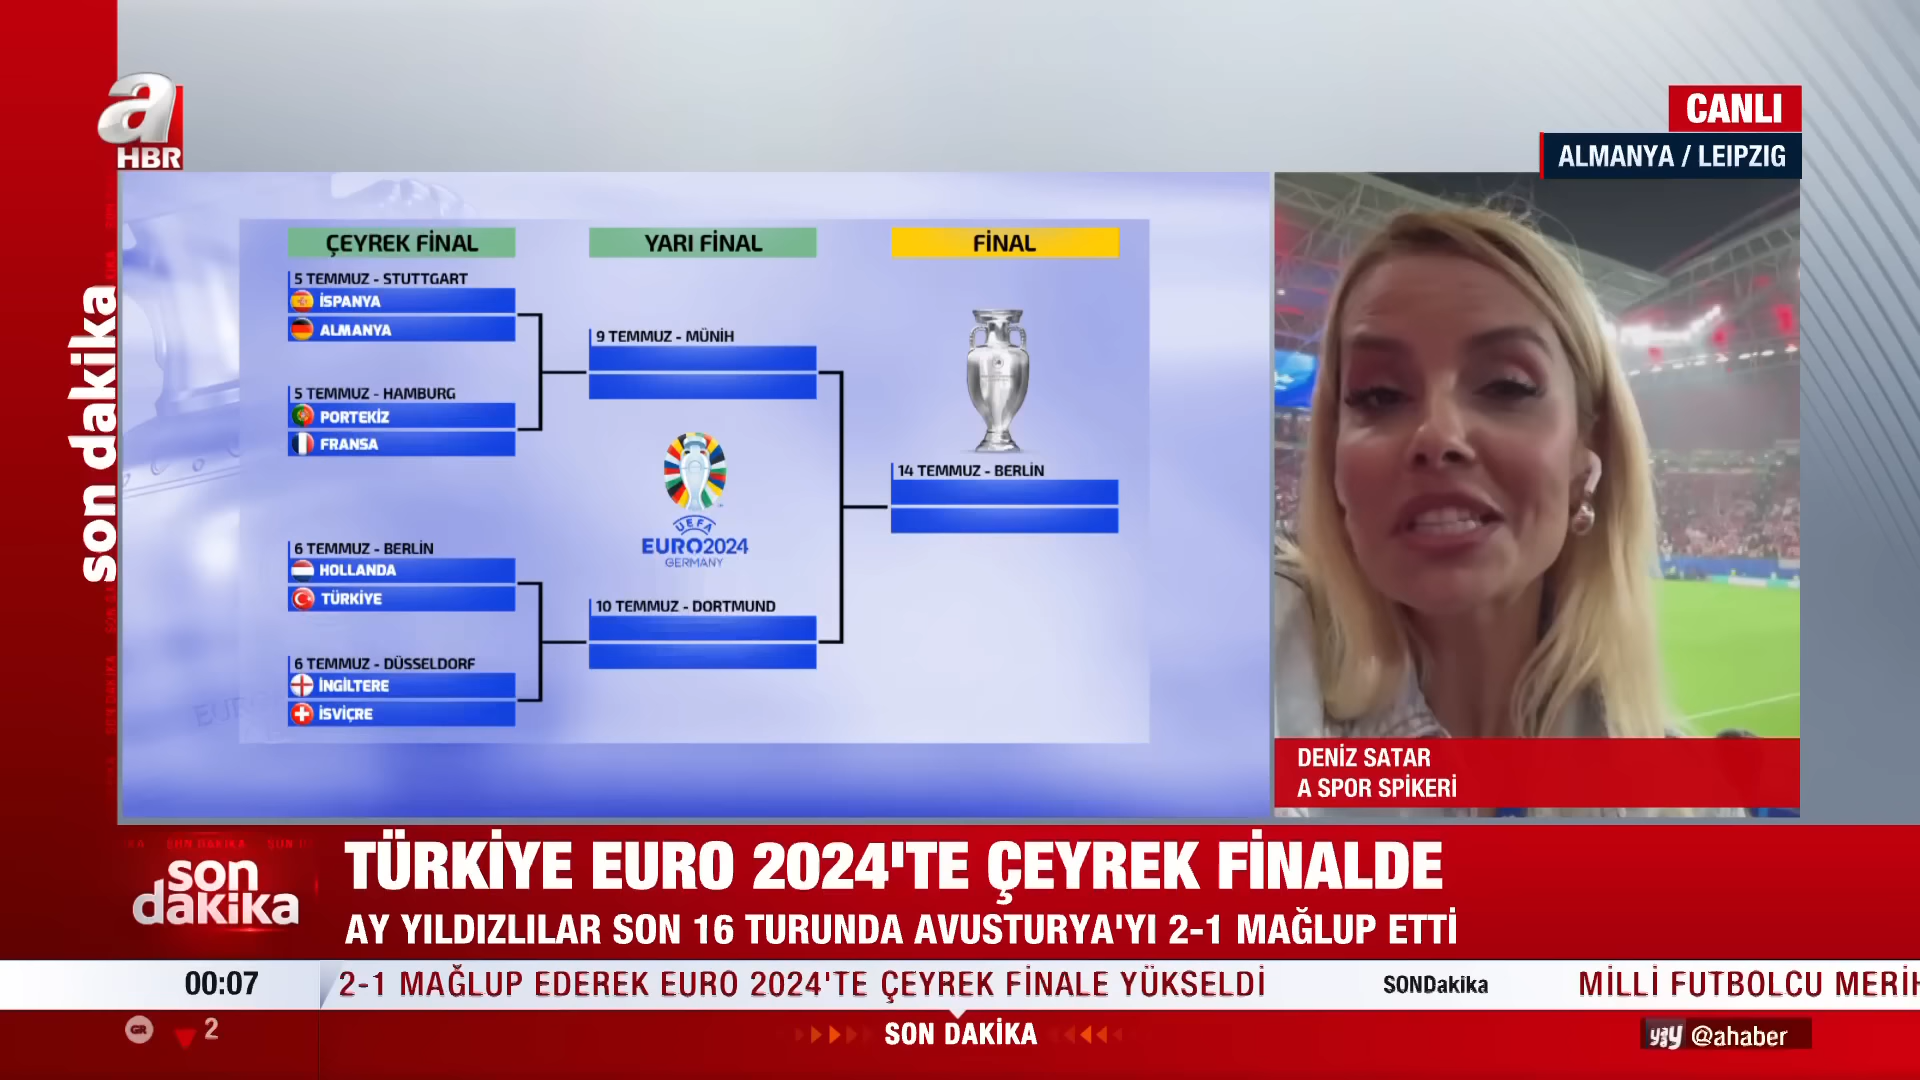 a
HBR
CANLI
ALMANYA / LEIPZIG
son dakika
ÇEYREK FİNAL
YARI FİNAL
FİNAL
5 TEMMUZ - STUTTGART
İSPANYA
ALMANYA
5 TEMMUZ - HAMBURG
PORTEKİZ
FRANSA
6 TEMMUZ - BERLİN
HOLLANDA
TÜRKİYE
6 TEMMUZ - DÜSSELDORF
İNGİLTERE
İSVİÇRE
9 TEMMUZ - MÜNİH
UEFA
EURO2024
GERMANY
10 TEMMUZ - DORTMUND
14 TEMMUZ - BERLİN
DENİZ SATAR
A SPOR SPİKERİ
son
dakika
TÜRKİYE EURO 2024'TE ÇEYREK FİNALDE
AY YILDIZLILAR SON 16 TURUNDA AVUSTURYA'YI 2-1 MAĞLUP ETTİ
00:07
2-1 MAĞLUP EDEREK EURO 2024'TE ÇEYREK FİNALE YÜKSELDİ
SONDakika
MİLLİ FUTBOLCU MERİH
GR
2
SON DAKİKA
@ahaber